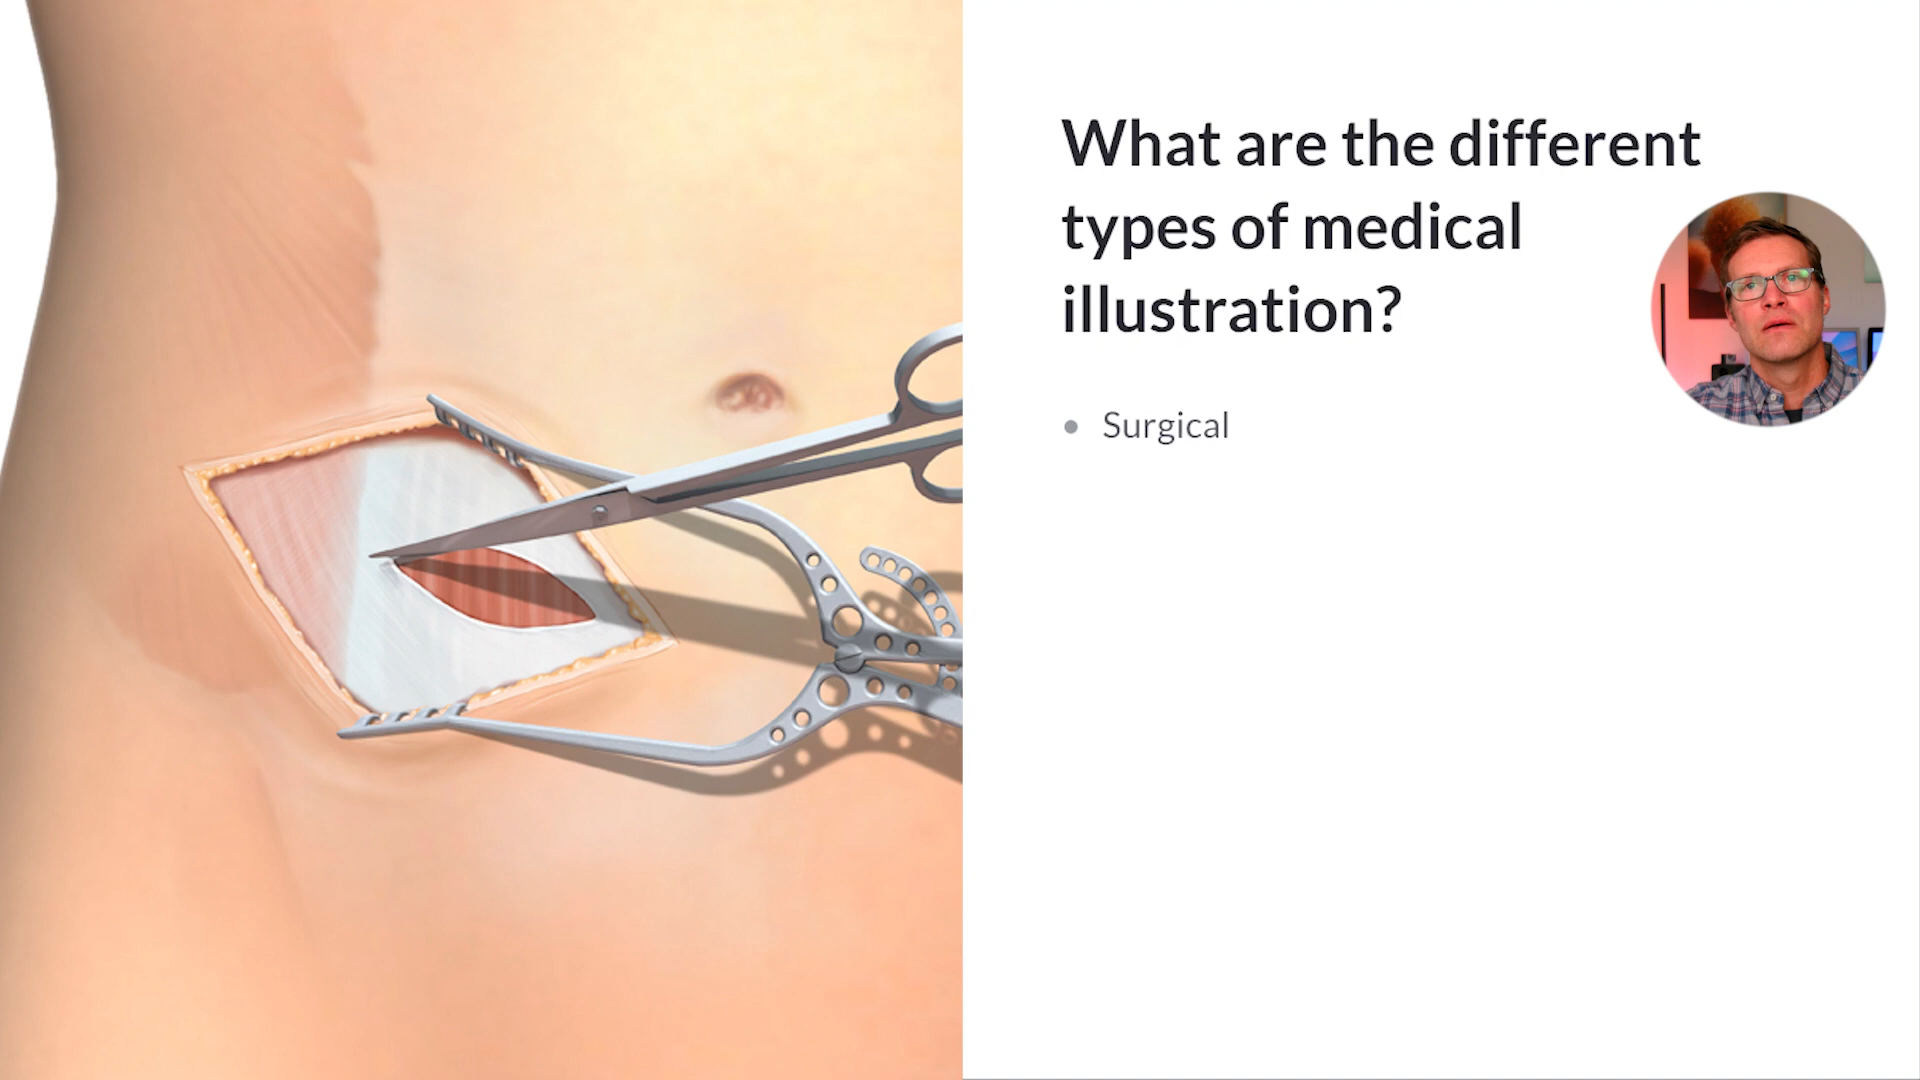 What are the different
types of medical
illustration?
• Surgical